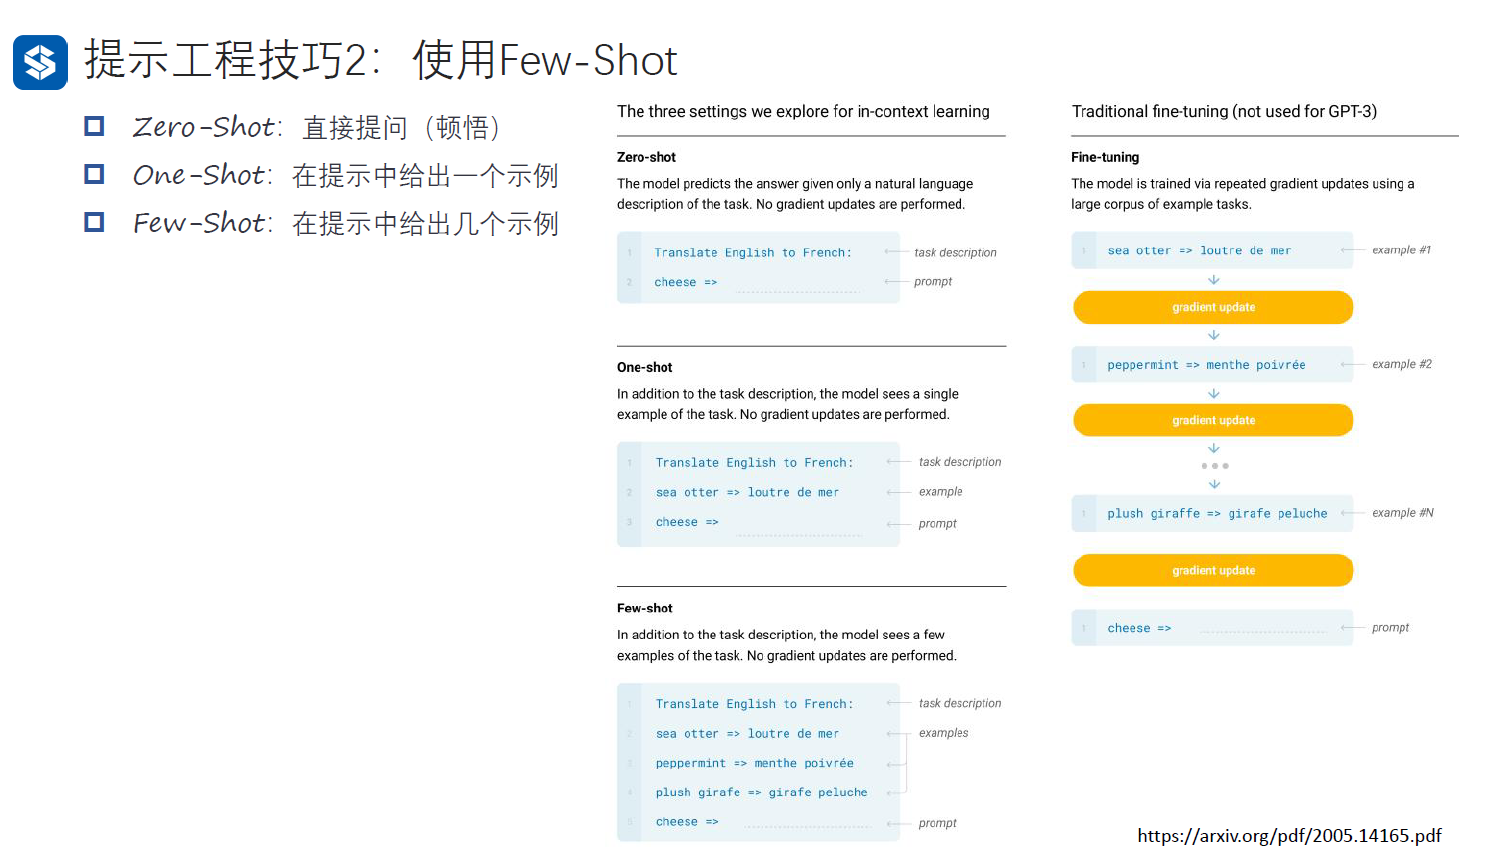 提示工程技巧2：使用Few-Shot
Zero-Shot：直接提问（顿悟）
One-Shot：在提示中给出一个示例
Few-Shot：在提示中给出几个示例
The three settings we explore for in-context learning
Zero-shot
The model predicts the answer given only a natural language
description of the task. No gradient updates are performed.
1 Translate English to French: task description
2 cheese => prompt
One-shot
In addition to the task description, the model sees a single
example of the task. No gradient updates are performed.
1 Translate English to French: task description
2 sea otter => loutre de mer example
3 cheese => prompt
Few-shot
In addition to the task description, the model sees a few
examples of the task. No gradient updates are performed.
1 Translate English to French: task description
2 sea otter => loutre de mer examples
3 peppermint => menthe poivrée
4 plush girafe => girafe peluche
5 cheese => prompt
Traditional fine-tuning (not used for GPT-3)
Fine-tuning
The model is trained via repeated gradient updates using a
large corpus of example tasks.
1 sea otter => loutre de mer example #1
gradient update
1 peppermint => menthe poivrée example #2
gradient update
1 plush giraffe => girafe peluche example #N
gradient update
1 cheese => prompt
https://arxiv.org/pdf/2005.14165.pdf